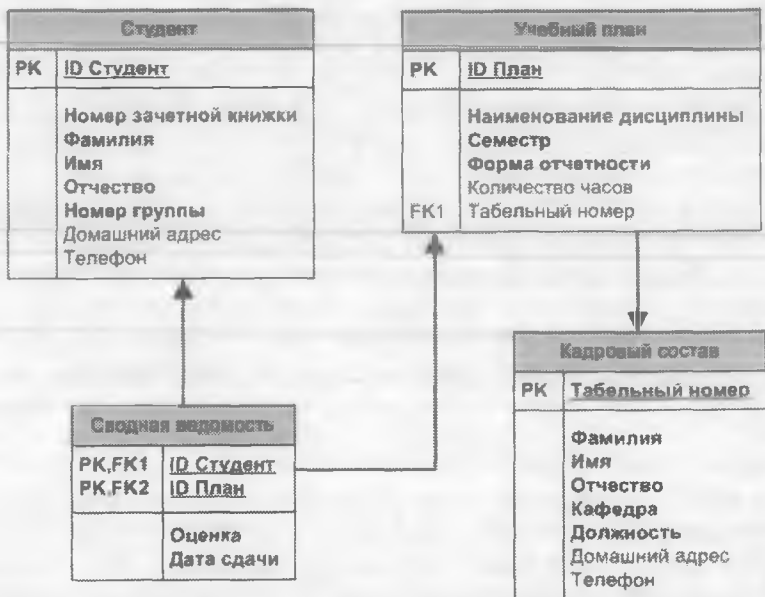 Студент
PK ID Студент
Номер зачетной книжки
Фамилия
Имя
Отчество
Номер группы
Домашний адрес
Телефон
Учебный план
PK ID План
Наименование дисциплины
Семестр
Форма отчетности
Количество часов
FK1 Табельный номер
Сводная ведомость
PK,FK1 ID Студент
PK,FK2 ID План
Оценка
Дата сдачи
Кадровый состав
PK Табельный номер
Фамилия
Имя
Отчество
Кафедра
Должность
Домашний адрес
Телефон